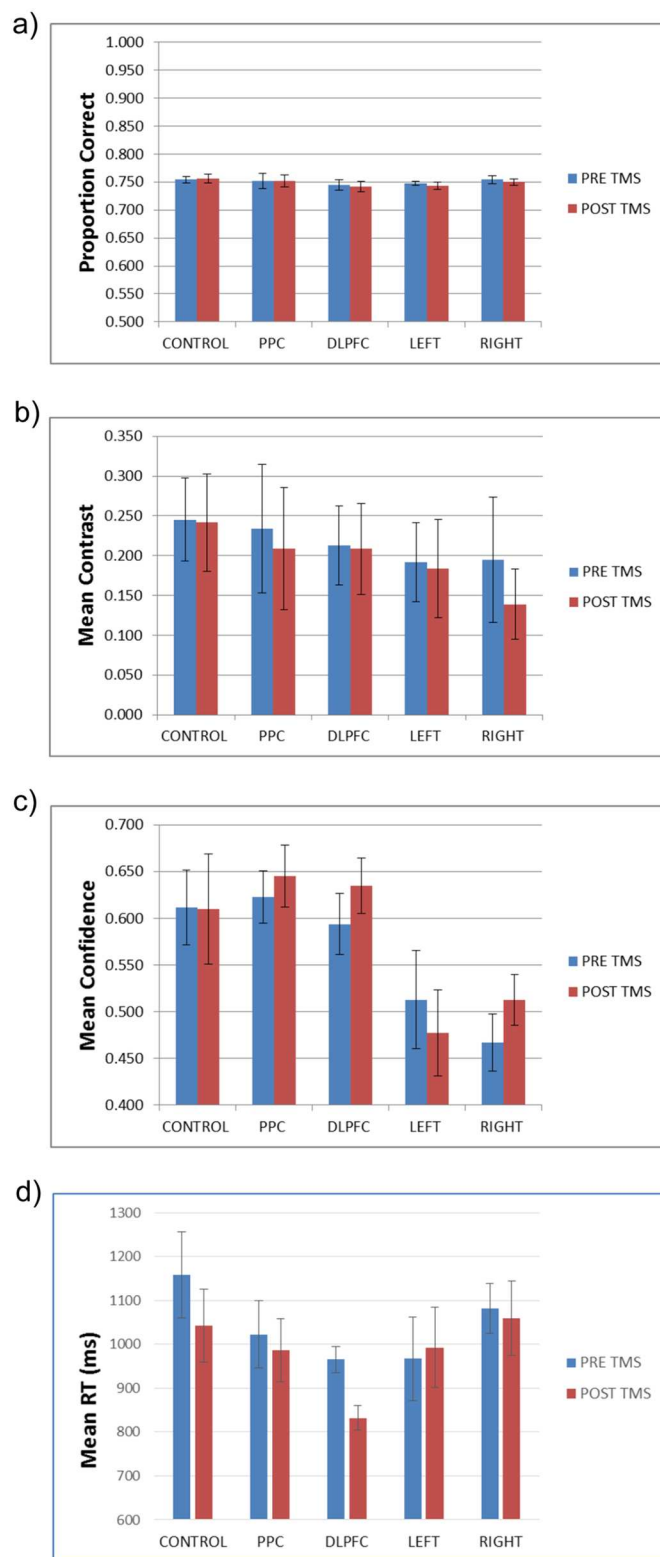 a)
1.000
0.950
0.900
0.850
0.800
0.750
0.700
0.650
0.600
0.550
0.500
Proportion Correct
CONTROL PPC DLPFC LEFT RIGHT
PRE TMS
POST TMS
b)
0.350
0.300
0.250
0.200
0.150
0.100
0.050
0.000
Mean Contrast
CONTROL PPC DLPFC LEFT RIGHT
PRE TMS
POST TMS
c)
0.700
0.650
0.600
0.550
0.500
0.450
0.400
Mean Confidence
CONTROL PPC DLPFC LEFT RIGHT
PRE TMS
POST TMS
d)
1300
1200
1100
1000
900
800
700
600
Mean RT (ms)
CONTROL PPC DLPFC LEFT RIGHT
PRE TMS
POST TMS